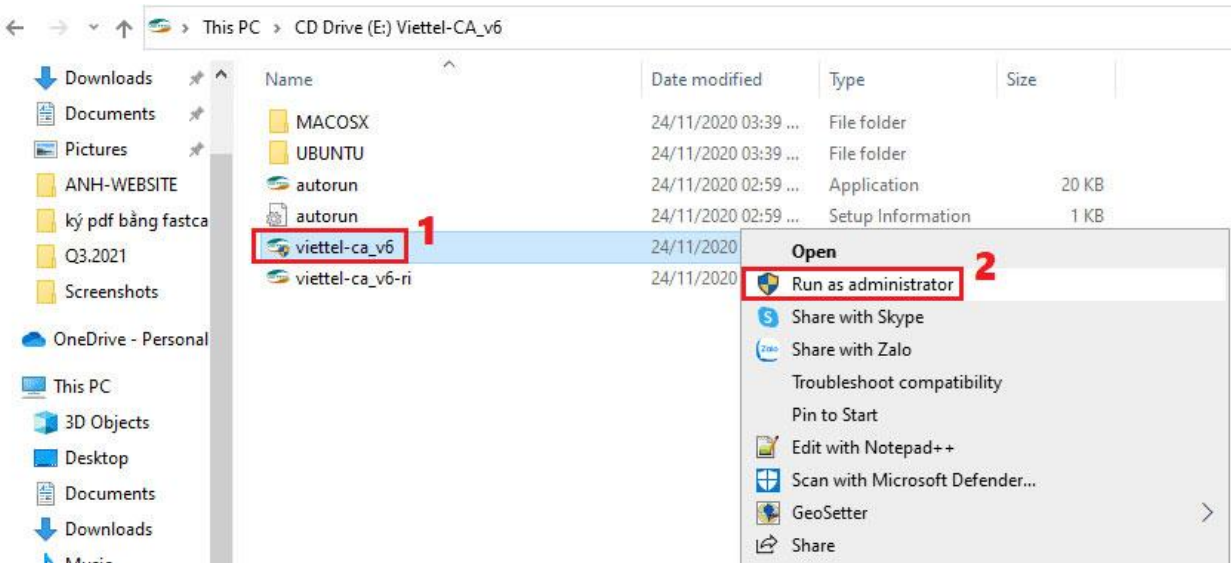 This PC > CD Drive (E:) Viettel-CA_v6
Downloads
Documents
Pictures
ANH-WEBSITE
ký pdf bằng fastca
Q3.2021
Screenshots
OneDrive - Personal
This PC
3D Objects
Desktop
Documents
Downloads
Music
Name Date modified Type Size
MACOSX 24/11/2020 03:39 ... File folder
UBUNTU 24/11/2020 03:39 ... File folder
autorun 24/11/2020 02:59 ... Application 20 KB
autorun 24/11/2020 02:59 ... Setup Information 1 KB
viettel-ca_v6 1 24/11/2020
viettel-ca_v6-ri 24/11/2020
Open
Run as administrator 2
Share with Skype
Zalo Share with Zalo
Troubleshoot compatibility
Pin to Start
Edit with Notepad++
Scan with Microsoft Defender...
GeoSetter
Share